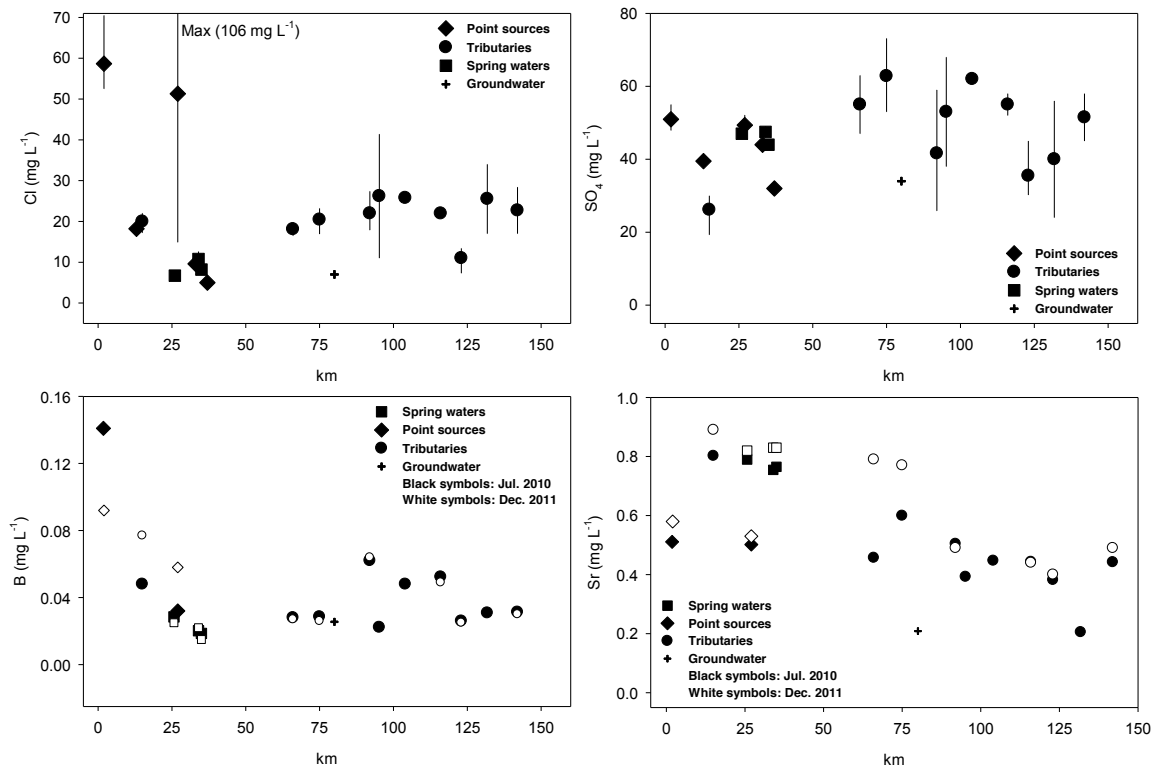 Max (106 mg L-1)
Point sources
Tributaries
Spring waters
Groundwater
70
60
50
40
30
20
10
0
Cl (mg L-1)
0 25 50 75 100 125 150
km
80
60
40
20
0
SO4 (mg L-1)
Point sources
Tributaries
Spring waters
Groundwater
0 25 50 75 100 125 150
km
0.16
0.12
0.08
0.04
0.00
B (mg L-1)
Spring waters
Point sources
Tributaries
Groundwater
Black symbols: Jul. 2010
White symbols: Dec. 2011
0 25 50 75 100 125 150
km
1.0
0.8
0.6
0.4
0.2
0.0
Sr (mg L-1)
Spring waters
Point sources
Tributaries
Groundwater
Black symbols: Jul. 2010
White symbols: Dec. 2011
0 25 50 75 100 125 150
km